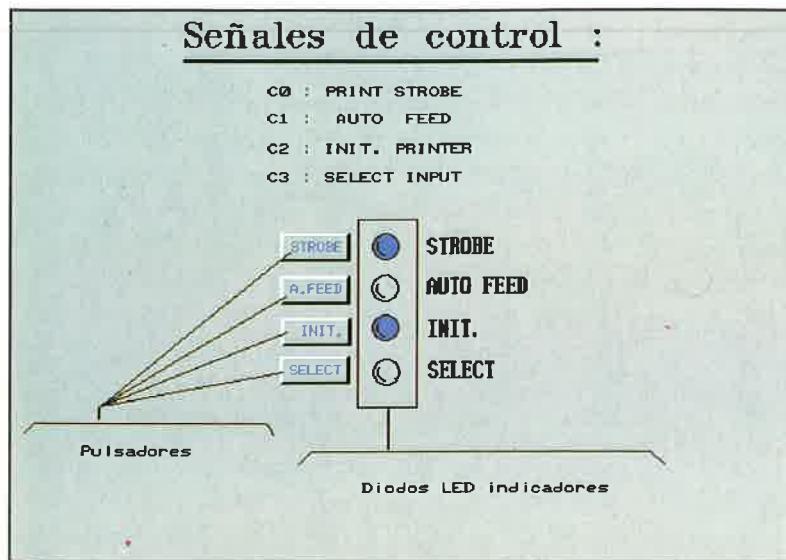 Señales de control :
C0 : PRINT STROBE
C1 : AUTO FEED
C2 : INIT. PRINTER
C3 : SELECT INPUT
STROBE STROBE
A.FEED AUTO FEED
INIT. INIT.
SELECT SELECT
Pulsadores
Diodos LED indicadores